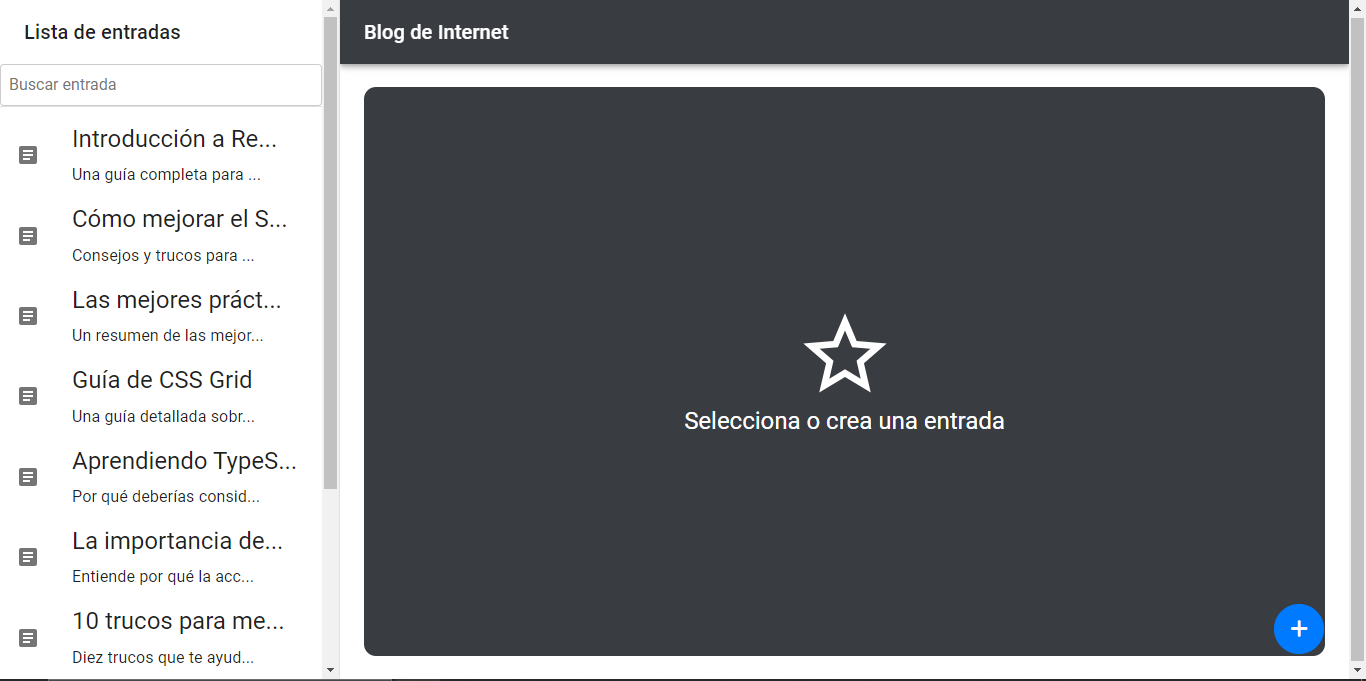 Lista de entradas
Buscar entrada
Introducción a Re...
Una guía completa para ...
Cómo mejorar el S...
Consejos y trucos para ...
Las mejores práct...
Un resumen de las mejor...
Guía de CSS Grid
Una guía detallada sobr...
Aprendiendo TypeS...
Por qué deberías consid...
La importancia de...
Entiende por qué la acc...
10 trucos para me...
Diez trucos que te ayud...
Blog de Internet
Selecciona o crea una entrada